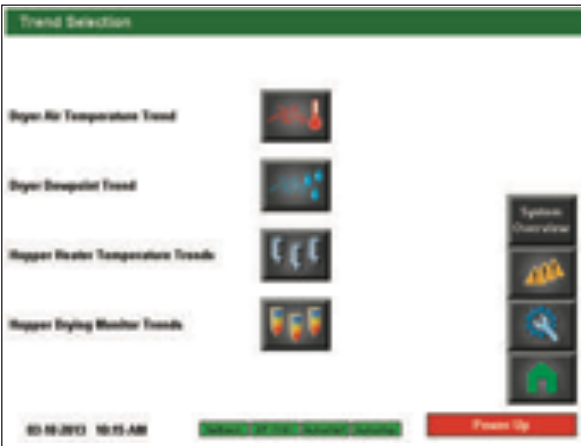 Trend Selection
Dryer Air Temperature Trend
Dryer Dewpoint Trend
System
Overview
Hopper Heater Temperature Trends
Hopper Drying Monitor Trends
03-10-2013 10:15 AM
Power Up